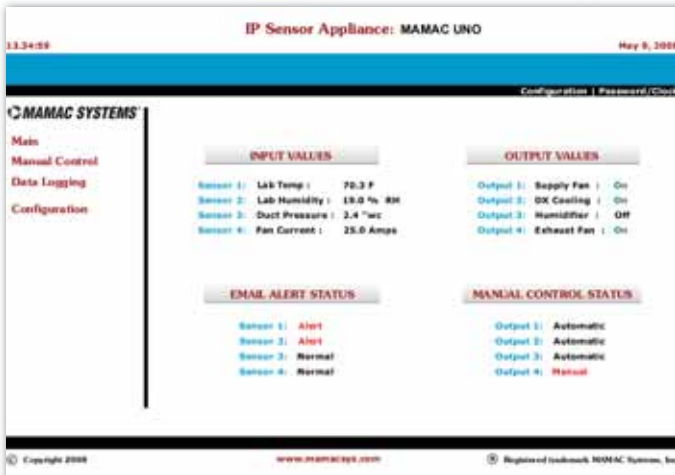 IP Sensor Appliance: MAMAC UNO
13.34:59
May 9,
Configuration | Password/Clock
MAMAC SYSTEMS
Main
Manual Control
Data Logging
Configuration
INPUT VALUES
Sensor 1: Lab Temp : 70.3 F
Sensor 2: Lab Humidity : 19.0 % RH
Sensor 3: Duct Pressure : 2.4 "wc
Sensor 4: Fan Current : 25.0 Amps
OUTPUT VALUES
Output 1: Supply Fan : On
Output 2: DX Cooling : On
Output 3: Humidifier : Off
Output 4: Exhaust Fan : On
EMAIL ALERT STATUS
Sensor 1: Alert
Sensor 2: Alert
Sensor 3: Normal
Sensor 4: Normal
MANUAL CONTROL STATUS
Output 1: Automatic
Output 2: Automatic
Output 3: Automatic
Output 4: Manual
© Copyright 2008
www.mamacsys.com
® Registered trademark MAMAC Systems,